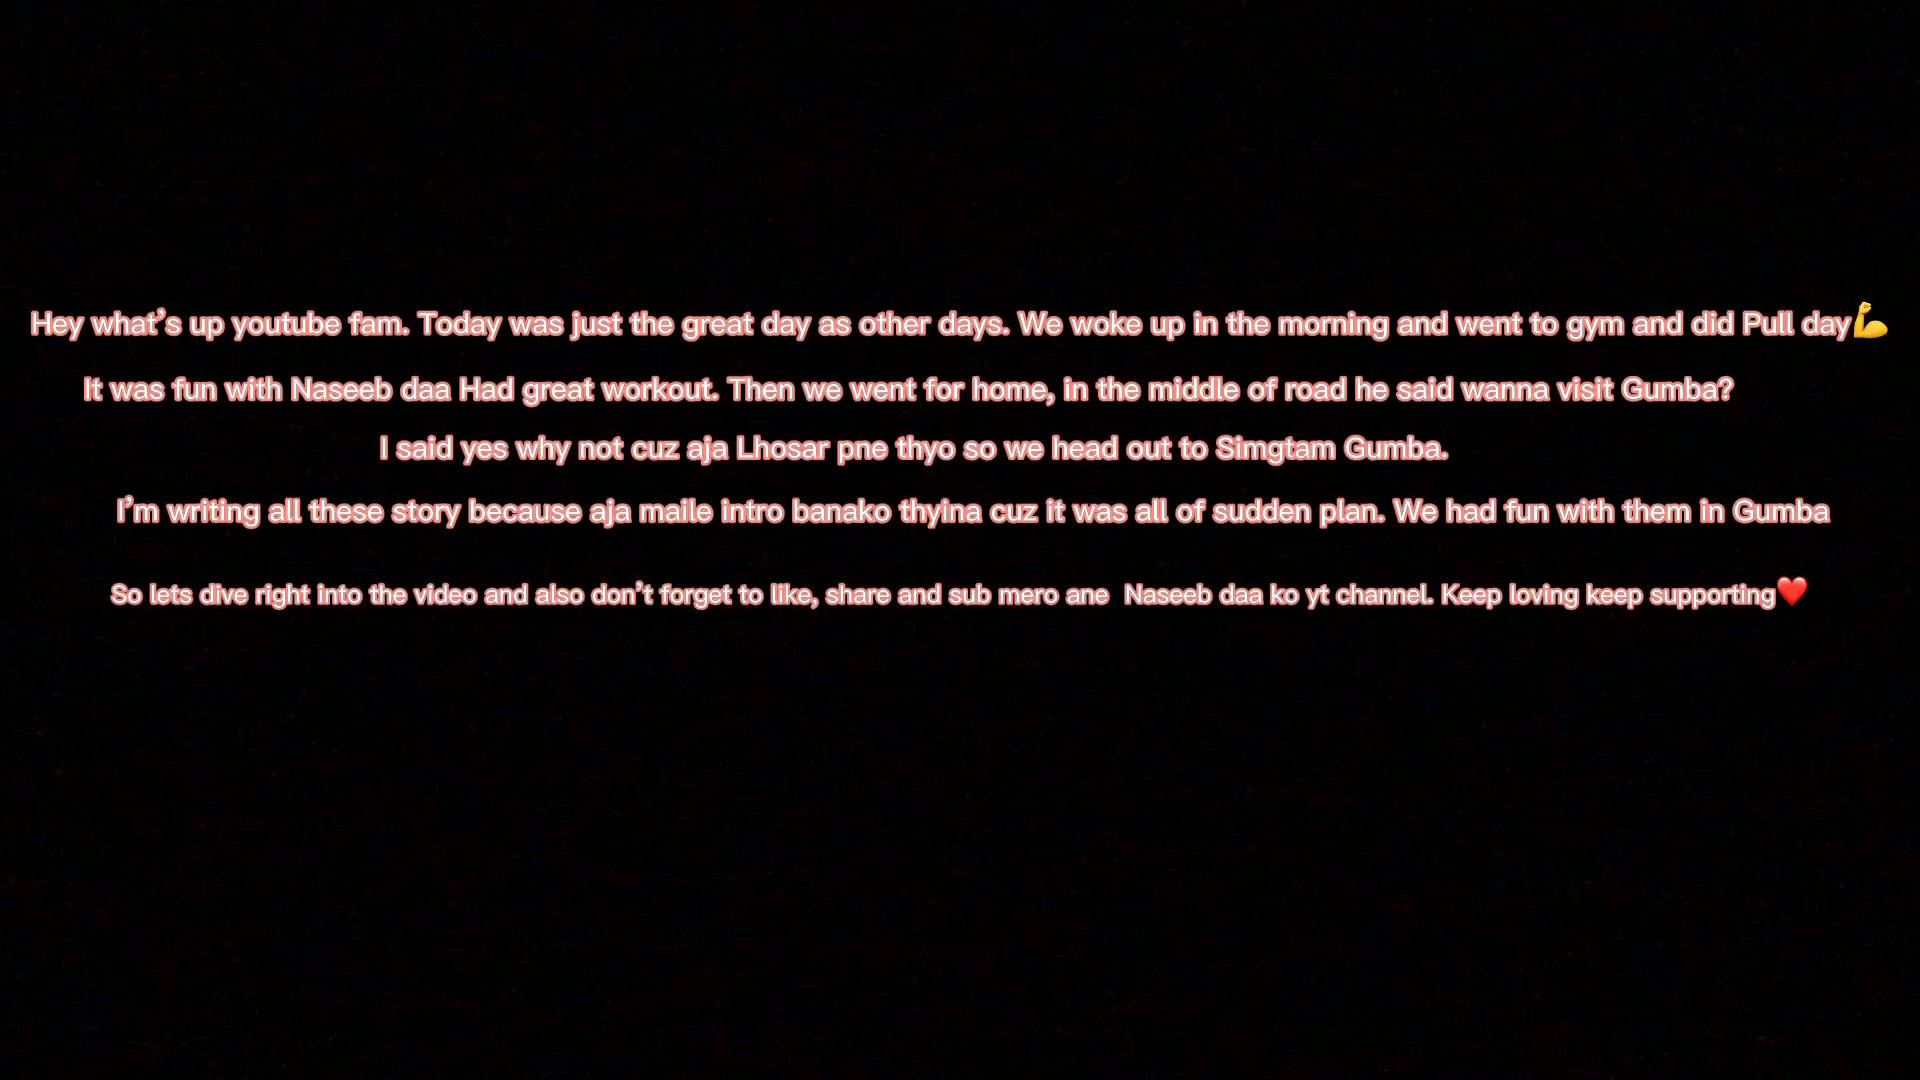 Hey what’s up youtube fam. Today was just the great day as other days. We woke up in the morning and went to gym and did Pull day💪
It was fun with Naseeb daa Had great workout. Then we went for home, in the middle of road he said wanna visit Gumba?
I said yes why not cuz aja Lhosar pne thyo so we head out to Simgtam Gumba.
I’m writing all these story because aja maile intro banako thyina cuz it was all of sudden plan. We had fun with them in Gumba
So lets dive right into the video and also don’t forget to like, share and sub mero ane  Naseeb daa ko yt channel. Keep loving keep supporting❤️